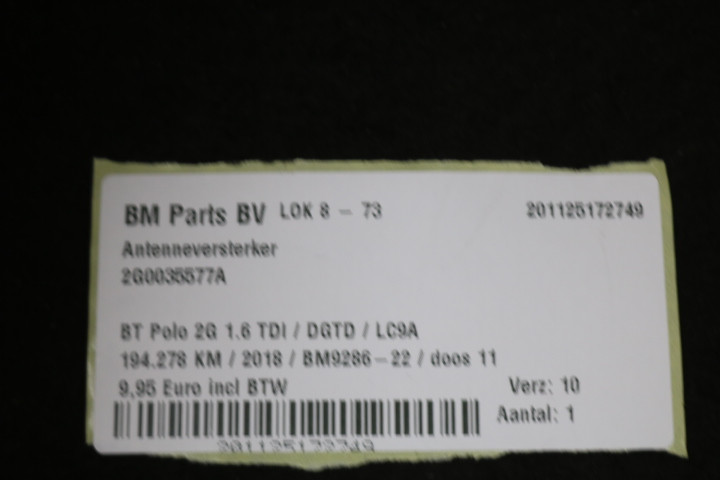 BM Parts BV LOK 8 - 73 201125172749
Antenneversterker
2G0035577A
BT Polo 2G 1.6 TDI / DGTD / LC9A
194.278 KM / 2018 / BM9286-22 / doos 11
9,95 Euro incl BTW Verz: 10
Aantal: 1
201125172749